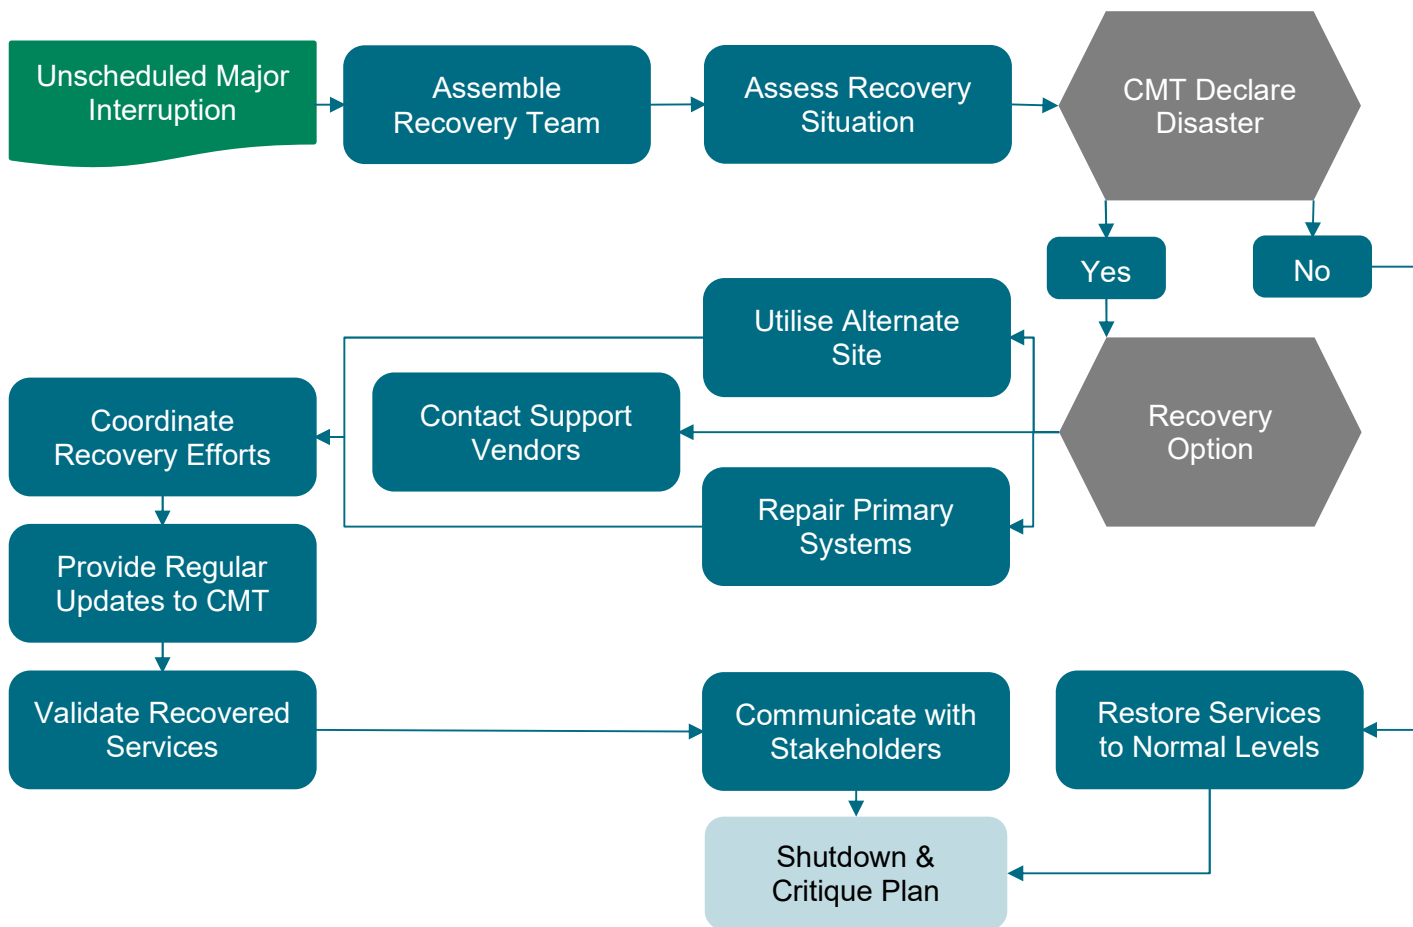 Unscheduled Major
Interruption
Assemble
Recovery Team
Assess Recovery
Situation
CMT Declare
Disaster
Yes
No
Utilise Alternate
Site
Contact Support
Vendors
Recovery
Option
Coordinate
Recovery Efforts
Repair Primary
Systems
Provide Regular
Updates to CMT
Validate Recovered
Services
Communicate with
Stakeholders
Restore Services
to Normal Levels
Shutdown &
Critique Plan